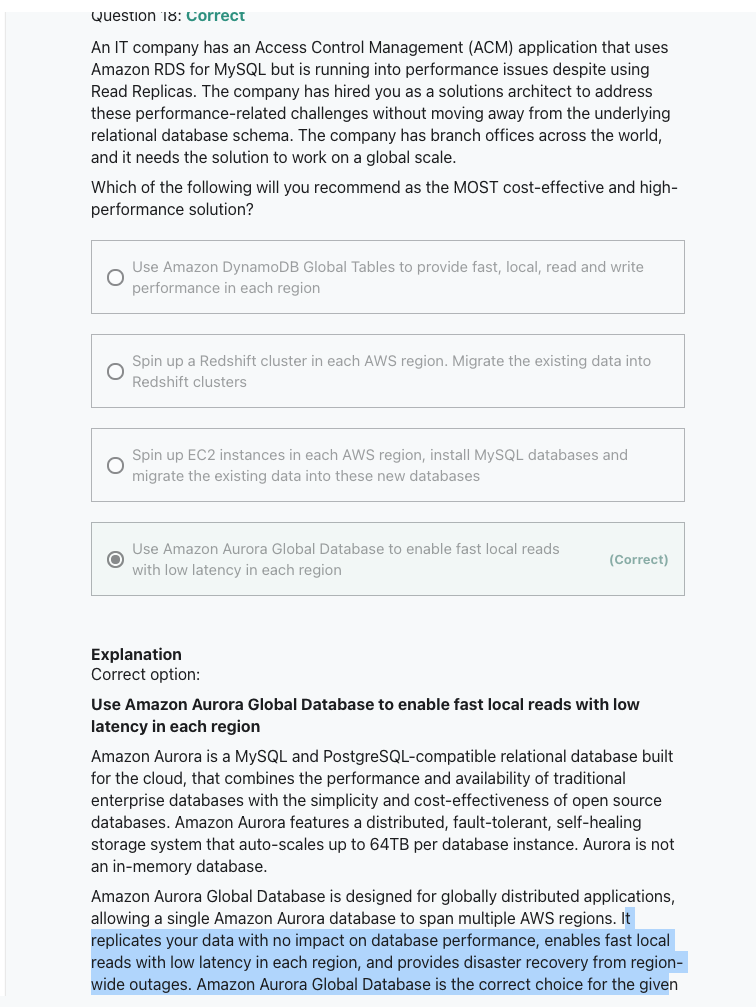 Question 18: Correct
An IT company has an Access Control Management (ACM) application that uses
Amazon RDS for MySQL but is running into performance issues despite using
Read Replicas. The company has hired you as a solutions architect to address
these performance-related challenges without moving away from the underlying
relational database schema. The company has branch offices across the world,
and it needs the solution to work on a global scale.
Which of the following will you recommend as the MOST cost-effective and high-
performance solution?
Use Amazon DynamoDB Global Tables to provide fast, local, read and write
performance in each region
Spin up a Redshift cluster in each AWS region. Migrate the existing data into
Redshift clusters
Spin up EC2 instances in each AWS region, install MySQL databases and
migrate the existing data into these new databases
Use Amazon Aurora Global Database to enable fast local reads
with low latency in each region
(Correct)
Explanation
Correct option:
Use Amazon Aurora Global Database to enable fast local reads with low
latency in each region
Amazon Aurora is a MySQL and PostgreSQL-compatible relational database built
for the cloud, that combines the performance and availability of traditional
enterprise databases with the simplicity and cost-effectiveness of open source
databases. Amazon Aurora features a distributed, fault-tolerant, self-healing
storage system that auto-scales up to 64TB per database instance. Aurora is not
an in-memory database.
Amazon Aurora Global Database is designed for globally distributed applications,
allowing a single Amazon Aurora database to span multiple AWS regions. It
replicates your data with no impact on database performance, enables fast local
reads with low latency in each region, and provides disaster recovery from region-
wide outages. Amazon Aurora Global Database is the correct choice for the given